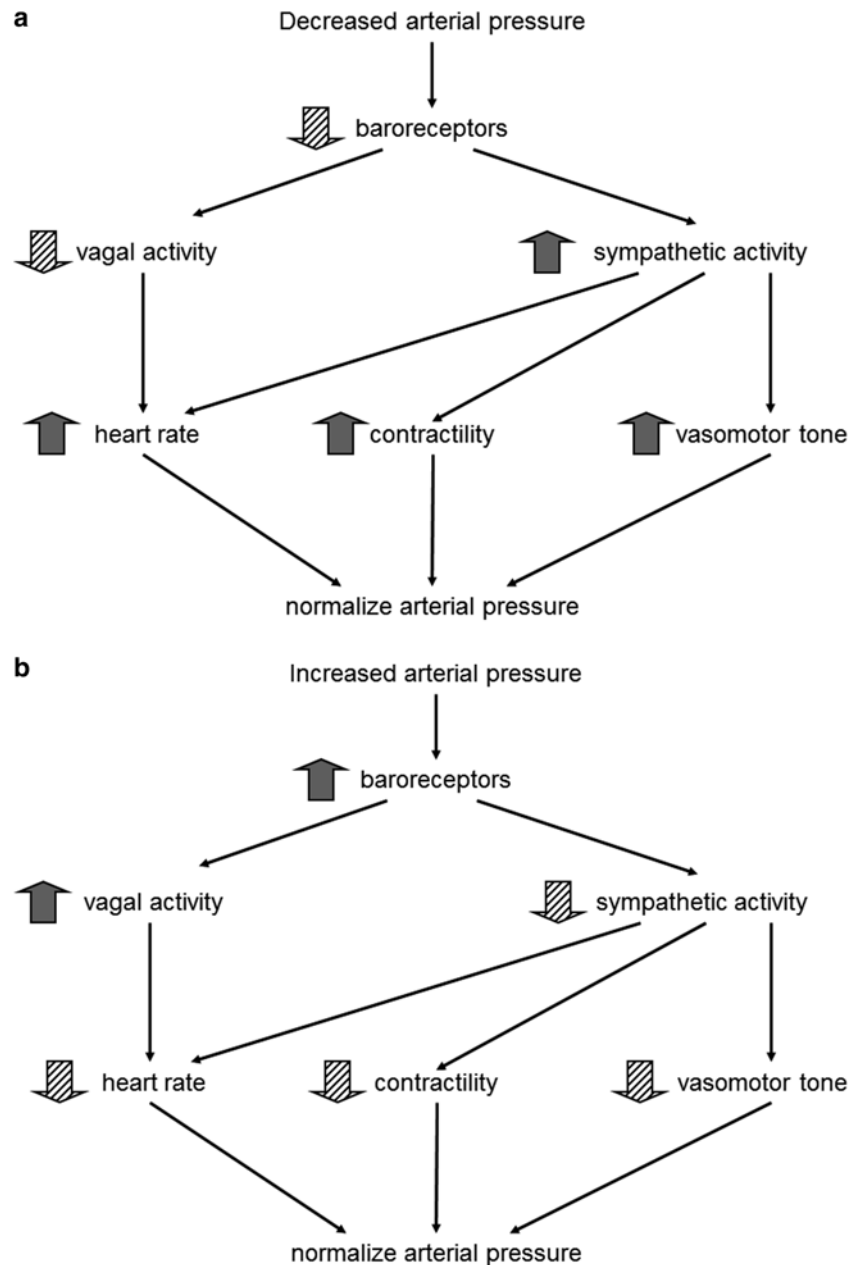 a
Decreased arterial pressure
baroreceptors
vagal activity
sympathetic activity
heart rate
contractility
vasomotor tone
normalize arterial pressure
b
Increased arterial pressure
baroreceptors
vagal activity
sympathetic activity
heart rate
contractility
vasomotor tone
normalize arterial pressure